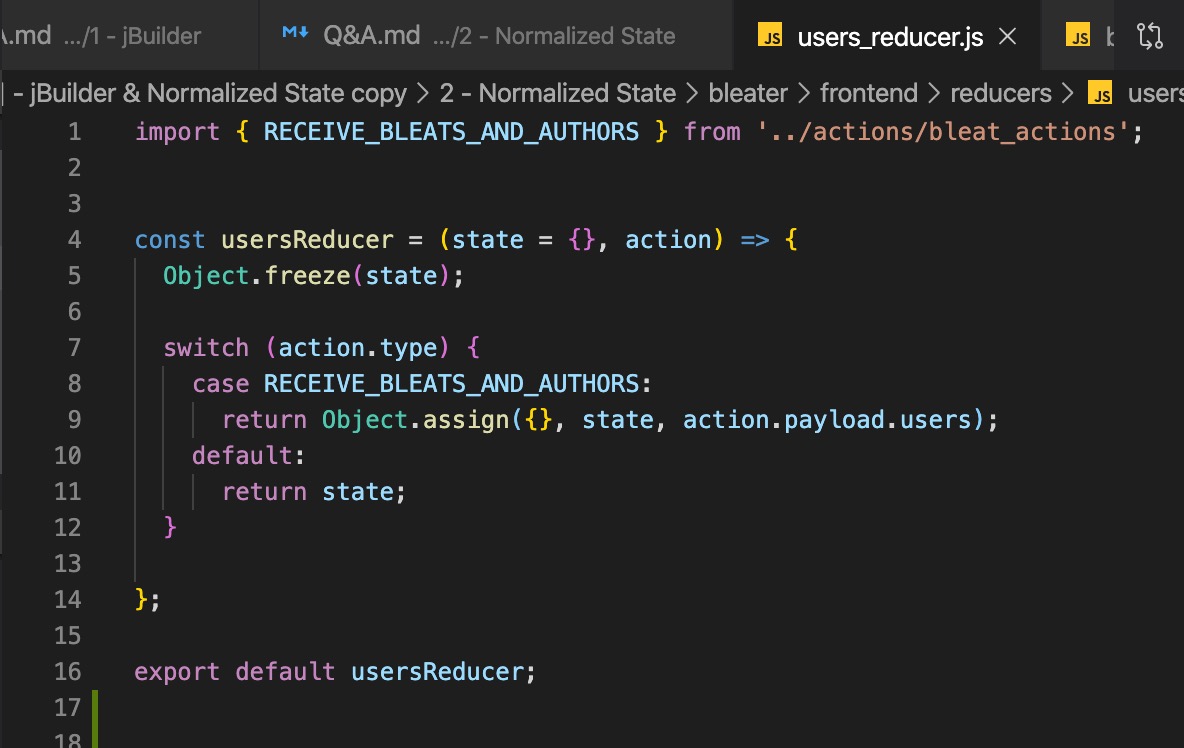 .md .../1 - jBuilder
M Q&A.md .../2 - Normalized State
JS users_reducer.js ×
JS
- jBuilder & Normalized State copy > 2 - Normalized State > bleater > frontend > reducers > JS users
1 import { RECEIVE_BLEATS_AND_AUTHORS } from '../actions/bleat_actions';
2
3
4 const usersReducer = (state = {}, action) => {
5 Object.freeze(state);
6
7 switch (action.type) {
8 case RECEIVE_BLEATS_AND_AUTHORS:
9 return Object.assign({}, state, action.payload.users);
10 default:
11 return state;
12 }
13
14 };
15
16 export default usersReducer;
17
18